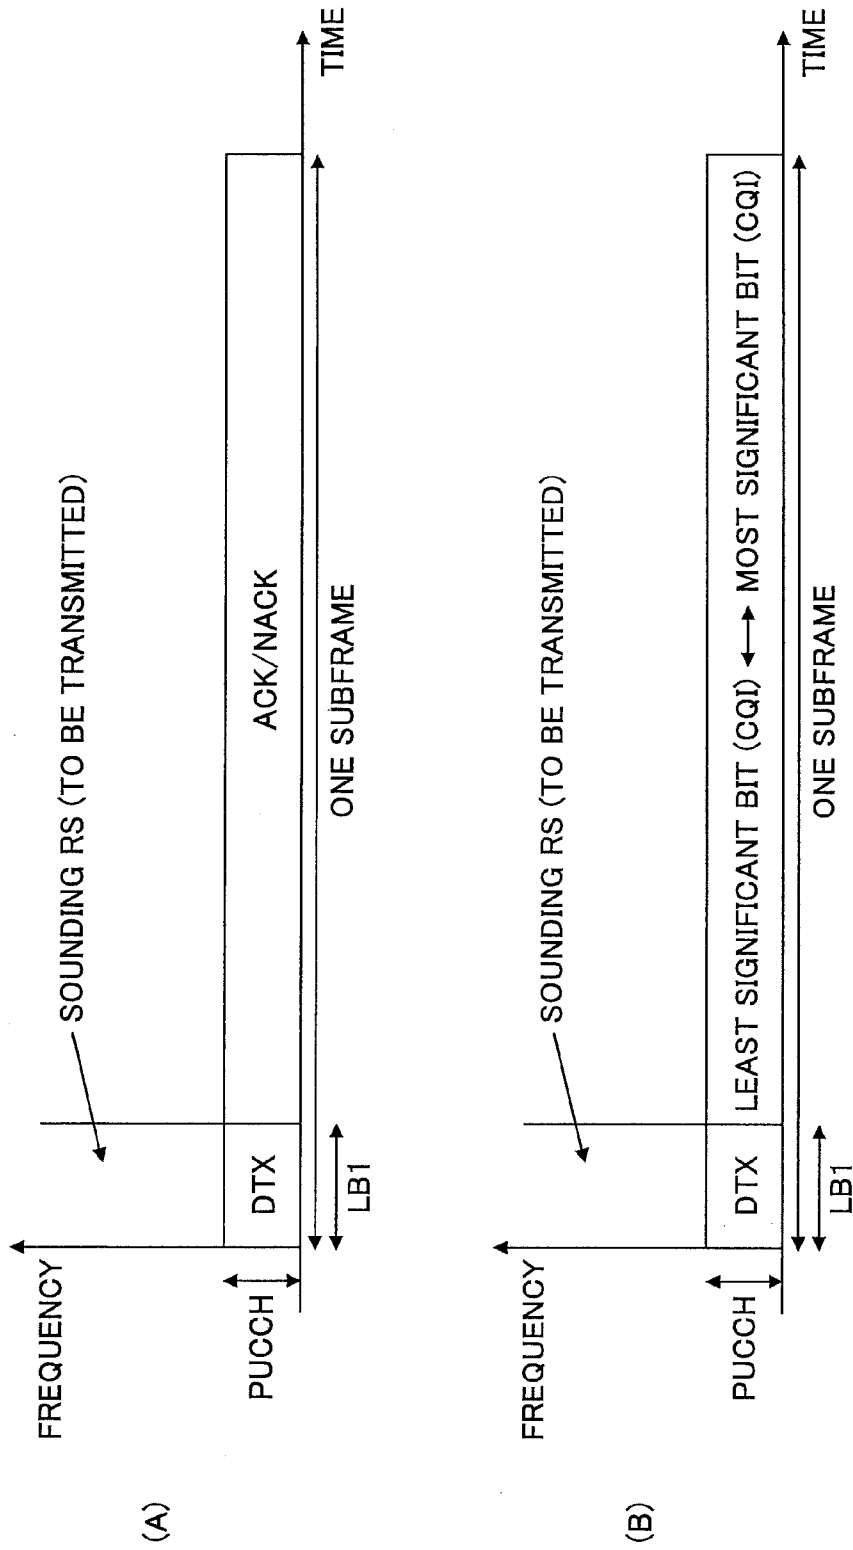 (A)
FREQUENCY
SOUNDING RS (TO BE TRANSMITTED)
PUCCH
DTX
ACK/NACK
TIME
LB1
ONE SUBFRAME
(B)
FREQUENCY
SOUNDING RS (TO BE TRANSMITTED)
PUCCH
DTX
LEAST SIGNIFICANT BIT (CQI) ↔ MOST SIGNIFICANT BIT (CQI)
TIME
LB1
ONE SUBFRAME